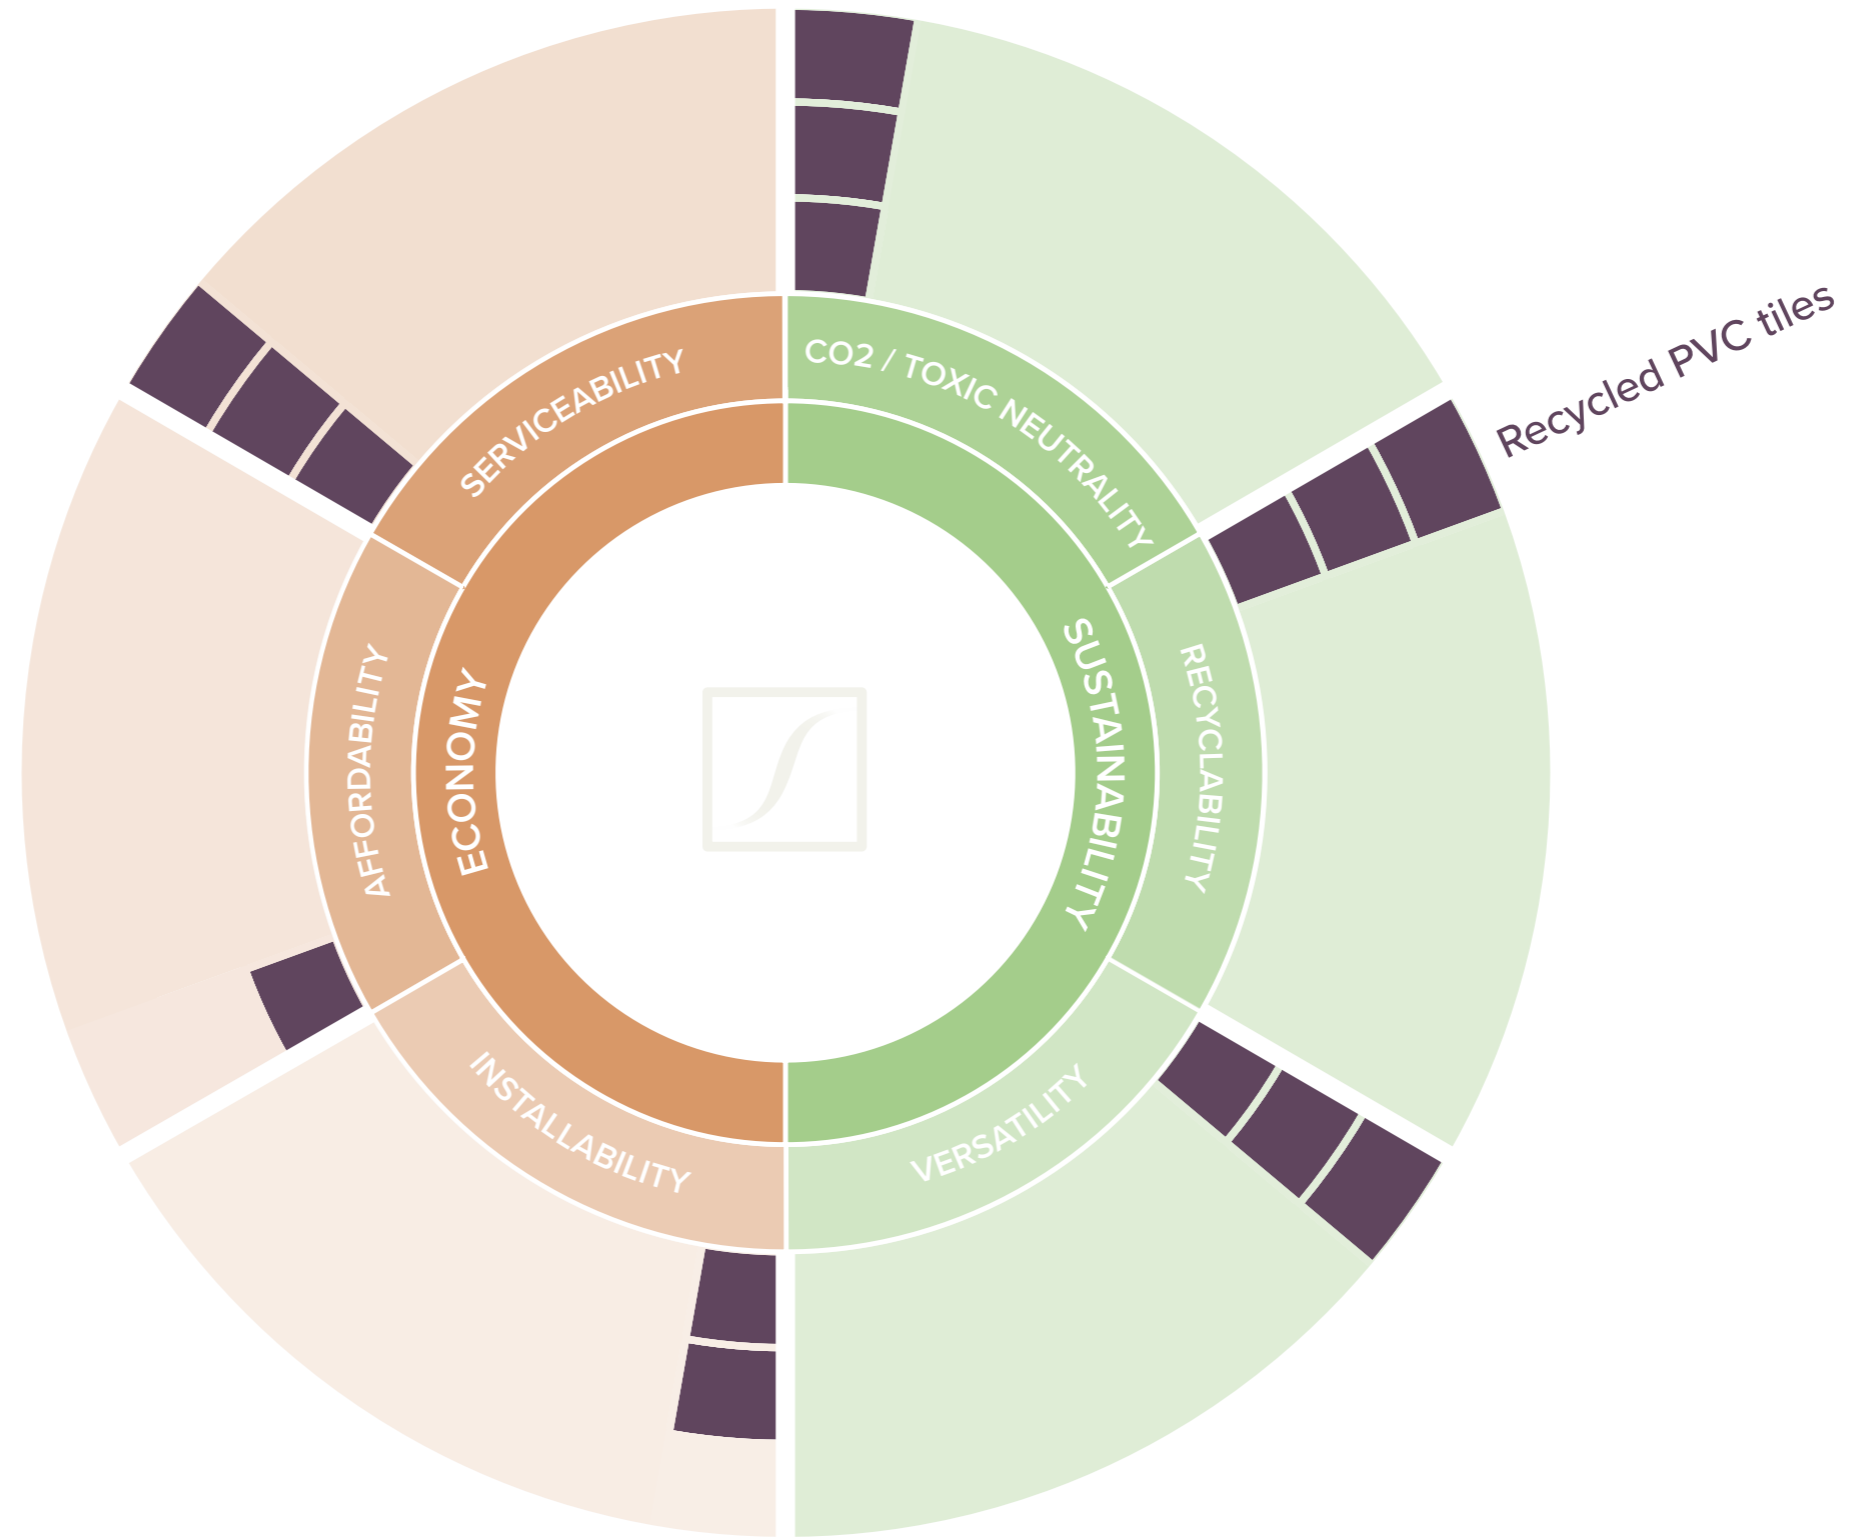 SERVICEABILITY
CO2 / TOXIC NEUTRALITY
Recycled PVC tiles
AFFORDABILITY
ECONOMY
SUSTAINABILITY
RECYCLABILITY
INSTALLABILITY
VERSATILITY